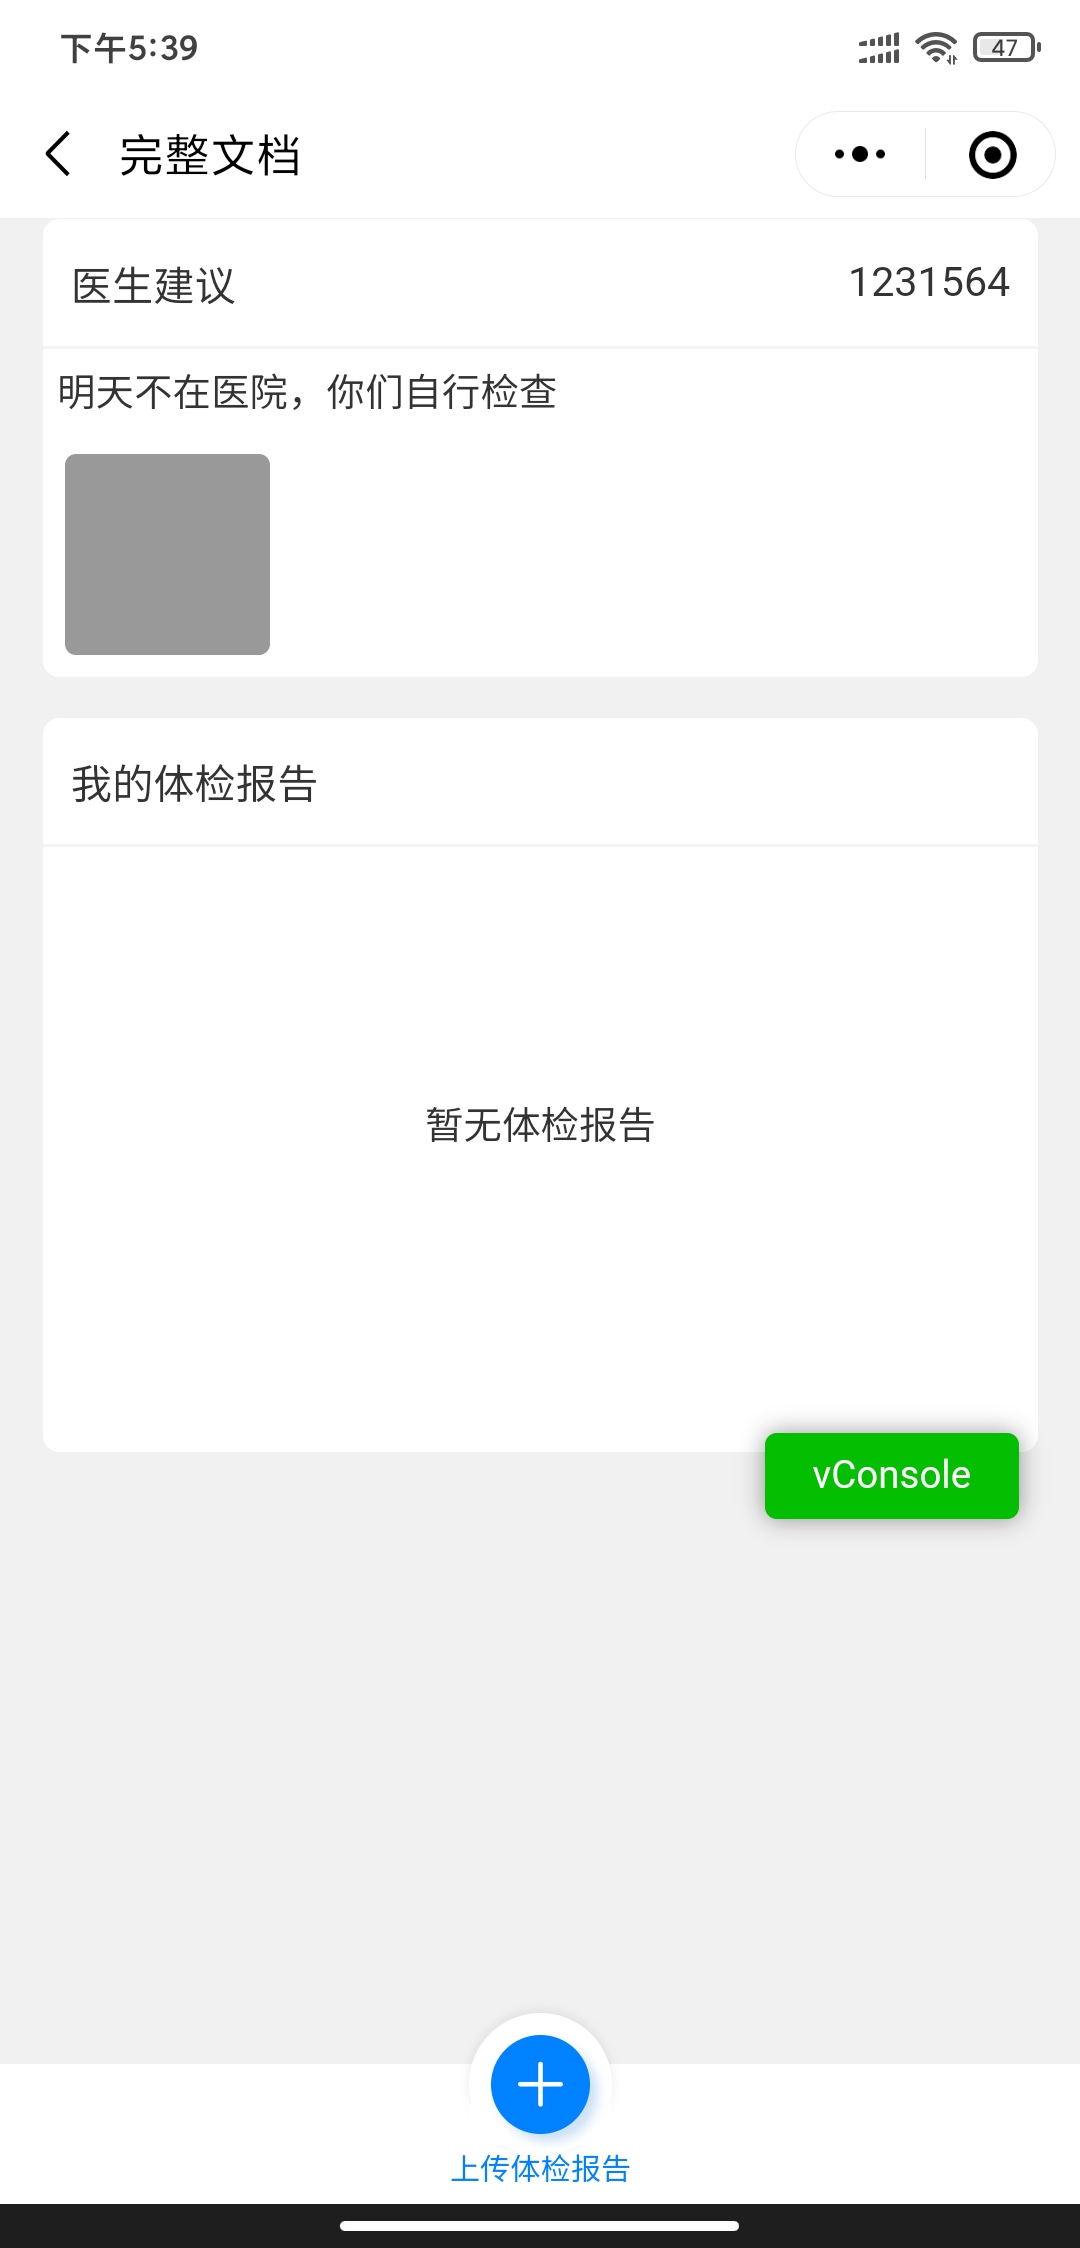 下午5:39
47
完整文档
医生建议
1231564
明天不在医院，你们自行检查
我的体检报告
暂无体检报告
vConsole
上传体检报告